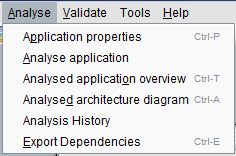 Analyse Validate Tools Help
Application properties Ctrl-P
Analyse application
Analysed application overview Ctrl-T
Analysed architecture diagram Ctrl-A
Analysis History
Export Dependencies Ctrl-E